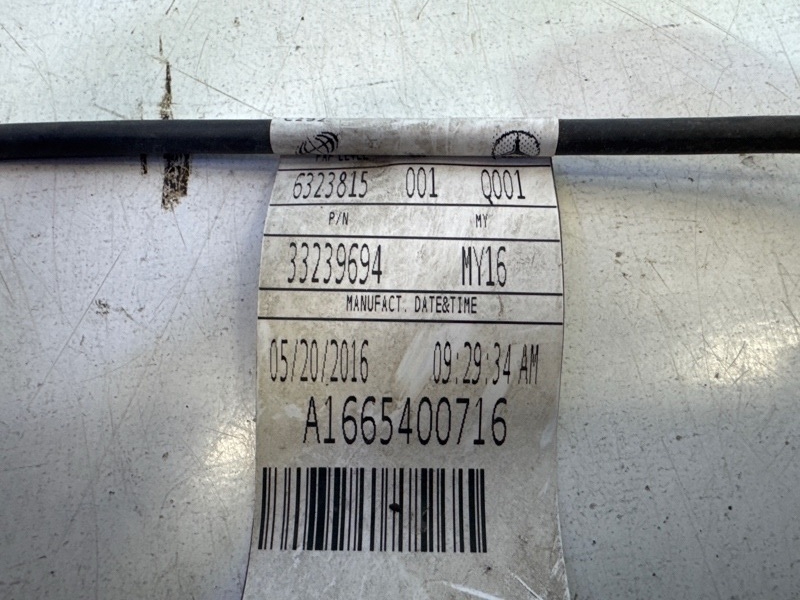 6323815 001 Q001
P/N MY
33239694 MY16
MANUFACT. DATE&TIME
05/20/2016 09:29:34 AM
A1665400716